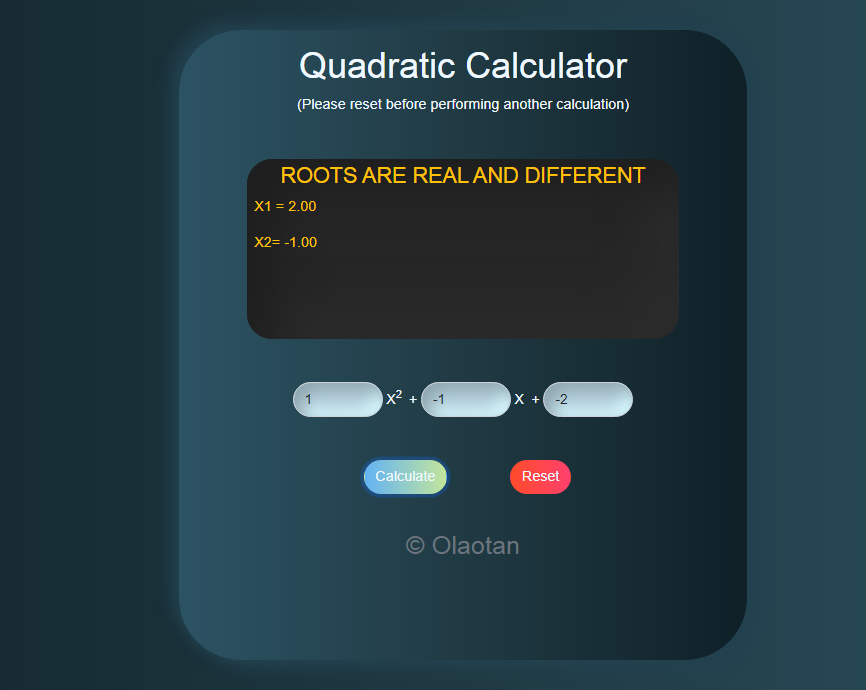 Quadratic Calculator
(Please reset before performing another calculation)
ROOTS ARE REAL AND DIFFERENT
X1 = 2.00
X2= -1.00
1 X² + -1 X + -2
Calculate Reset
© Olaotan